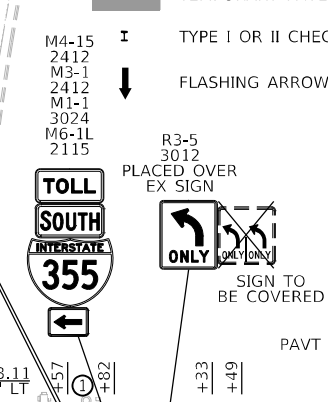 TYPE I OR II CHEC
FLASHING ARROW
M4-15
2412
M3-1
2412
M1-1
3024
M6-1L
2115
TOLL
SOUTH
INTERSTATE
355
R3-5
3012
PLACED OVER
EX SIGN
ONLY
ONLY ONLY
SIGN TO
BE COVERED
PAVT
3.11
LT
+57
1
+82
+33
+49